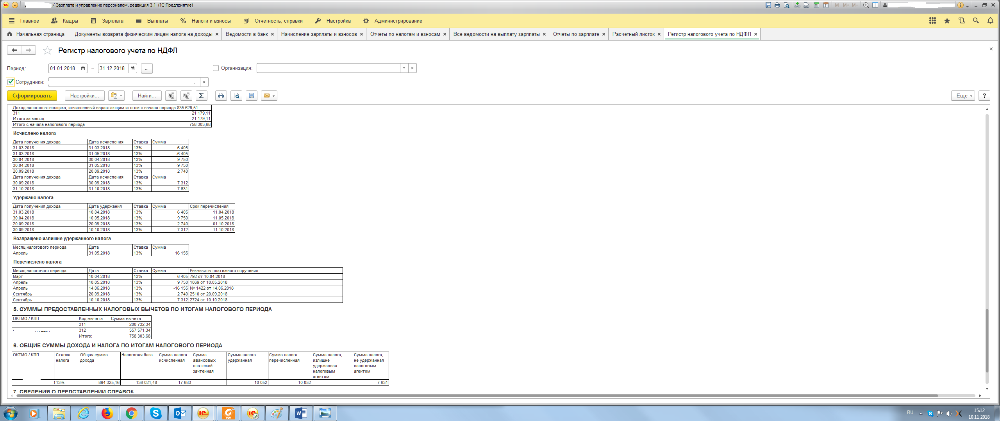 / Зарплата и управление персоналом, редакция 3.1 (1С:Предприятие)
M M+ M-
Главное Кадры Зарплата Выплаты Налоги и взносы Отчетность, справки Настройка Администрирование
Начальная страница Документы возврата физическим лицам налога на доходы Ведомости в банк Начисление зарплаты и взносов Отчеты по налогам и взносам Все ведомости на выплату зарплаты Отчеты по зарплате Расчетный листок Регистр налогового учета по НДФЛ
Регистр налогового учета по НДФЛ
Период: 01.01.2018 – 31.12.2018 ... Организация:
Сотрудники: ...
Сформировать Настройки... Найти... Σ Еще ?
Доход налогоплательщика, исчисленный нарастающим итогом с начала периода 835 629,51
311 21 179,11
Итого за месяц: 21 179,11
Итого с начала налогового периода 758 303,68
Исчислено налога
Дата получения дохода Дата исчисления Ставка Сумма
31.03.2018 31.03.2018 13% 6 405
31.03.2018 31.05.2018 13% -6 405
30.04.2018 30.04.2018 13% 9 750
30.04.2018 31.05.2018 13% -9 750
20.09.2018 20.09.2018 13% 2 740
Дата получения дохода Дата исчисления Ставка Сумма
30.09.2018 30.09.2018 13% 7 312
31.10.2018 31.10.2018 13% 7 631
Удержано налога
Дата получения дохода Дата удержания Ставка Сумма Срок перечисления
31.03.2018 10.04.2018 13% 6 405 11.04.2018
30.04.2018 10.05.2018 13% 9 750 11.05.2018
20.09.2018 20.09.2018 13% 2 740 01.10.2018
30.09.2018 10.10.2018 13% 7 312 11.10.2018
Возвращено излишне удержанного налога
Месяц налогового периода Дата Ставка Сумма
Апрель 31.05.2018 13% 16 155
Перечислено налога
Месяц налогового периода Дата Ставка Сумма Реквизиты платежного поручения
Март 10.04.2018 13% 6 405 792 от 10.04.2018
Апрель 10.05.2018 13% 9 750 1069 от 10.05.2018
Апрель 14.06.2018 13% -16 155 № 1422 от 14.06.2018
Сентябрь 20.09.2018 13% 2 740 2510 от 20.09.2018
Сентябрь 10.10.2018 13% 7 312 2724 от 10.10.2018
5. СУММЫ ПРЕДОСТАВЛЕННЫХ НАЛОГОВЫХ ВЫЧЕТОВ ПО ИТОГАМ НАЛОГОВОГО ПЕРИОДА
ОКТМО / КПП Код вычета Сумма вычета
311 200 732,34
312 557 571,34
Итого: 758 303,68
6. ОБЩИЕ СУММЫ ДОХОДА И НАЛОГА ПО ИТОГАМ НАЛОГОВОГО ПЕРИОДА
ОКТМО / КПП Ставка налога Общая сумма дохода Налоговая база Сумма налога исчисленная Сумма авансовых платежей зачтенная Сумма налога удержанная Сумма налога перечисленная Сумма налога, излишне удержанная налоговым агентом Сумма налога, не удержанная налоговым агентом
13% 894 325,16 136 021,48 17 683 10 052 10 052 7 631
7. СВЕДЕНИЯ О ПРЕДСТАВЛЕНИИ СПРАВОК
RU 15:12
10.11.2018